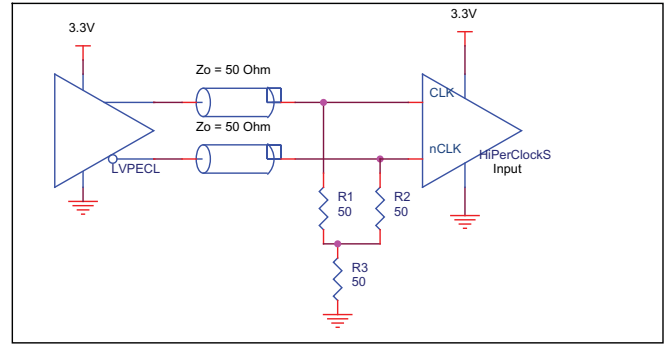 3.3V
3.3V
Zo = 50 Ohm
CLK
Zo = 50 Ohm
nCLK
HiPerClockS
LVPECL
Input
R1
R2
50
50
R3
50